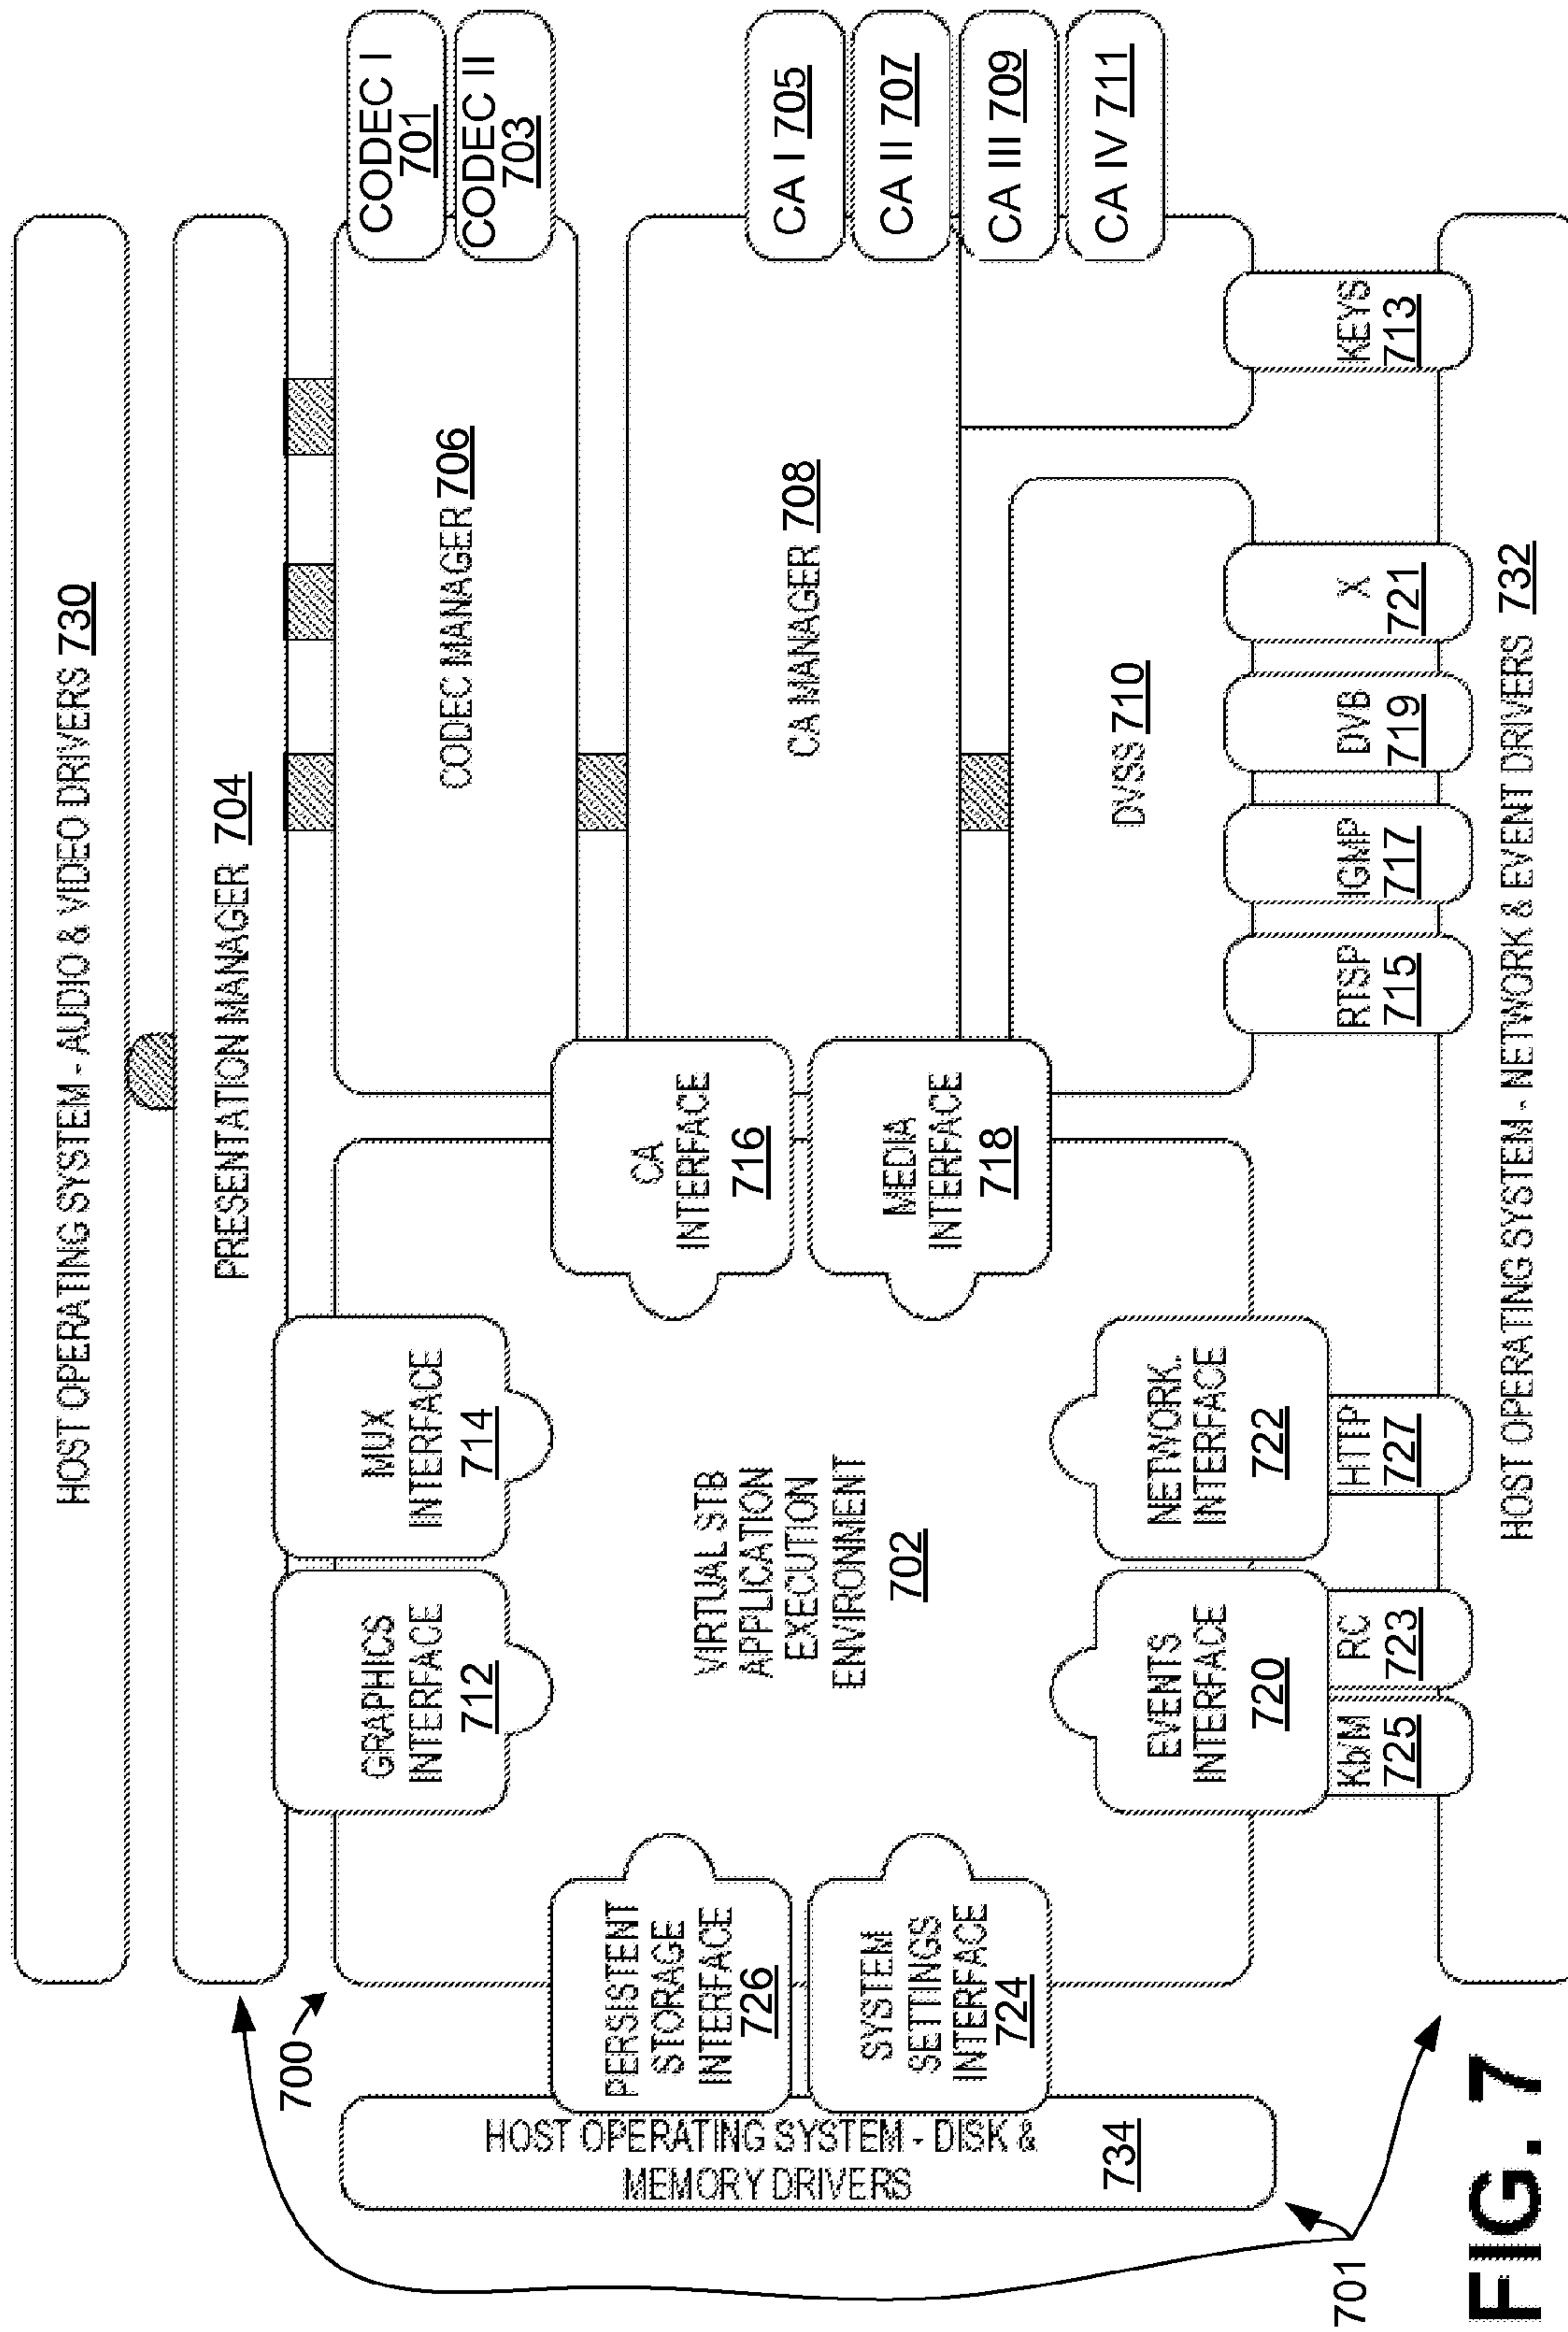 HOST OPERATING SYSTEM - AUDIO & VIDEO DRIVERS 730
PRESENTATION MANAGER 704
700
CODEC I
701
CODEC II
703
CODEC MANAGER 706
GRAPHICS
INTERFACE
712
MUX
INTERFACE
714
CA
INTERFACE
716
CA MANAGER 708
CA I 705
CA II 707
CA III 709
CA IV 711
PERSISTENT
STORAGE
INTERFACE
726
VIRTUAL STB
APPLICATION
EXECUTION
ENVIRONMENT
702
MEDIA
INTERFACE
718
DVSS 710
SYSTEM
SETTINGS
INTERFACE
724
HOST OPERATING SYSTEM - DISK &
MEMORY DRIVERS
734
EVENTS
INTERFACE
720
NETWORK.
INTERFACE
722
Kb/M
725
RC
723
HTTP
727
RTSP
715
IGMP
717
DVB
719
X
721
KEYS
713
HOST OPERATING SYSTEM - NETWORK & EVENT DRIVERS 732
701
FIG. 7